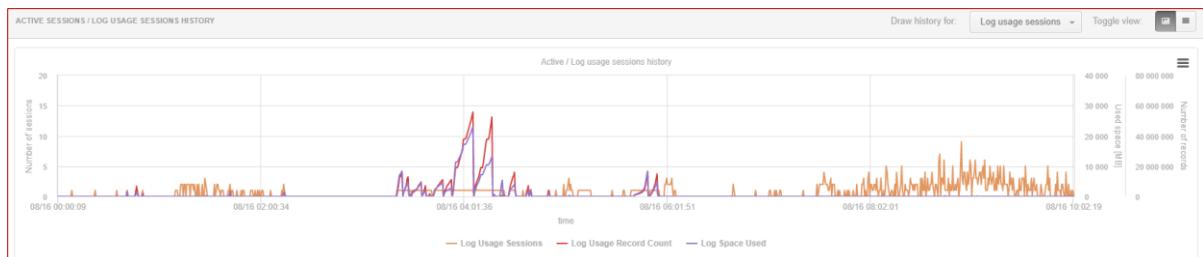 ACTIVE SESSIONS / LOG USAGE SESSIONS HISTORY
Draw history for: Log usage sessions Toggle view:
Active / Log usage sessions history
20 40 000 80 000 000
15 30 000 60 000 000
10 20 000 40 000 000
5 10 000 20 000 000
0 0 0
Number of sessions
Used space [MB]
Number of records
08/16 00:00:09 08/16 02:00:34 08/16 04:01:36 08/16 06:01:51 08/16 08:02:01 08/16 10:02:19
time
Log Usage Sessions Log Usage Record Count Log Space Used